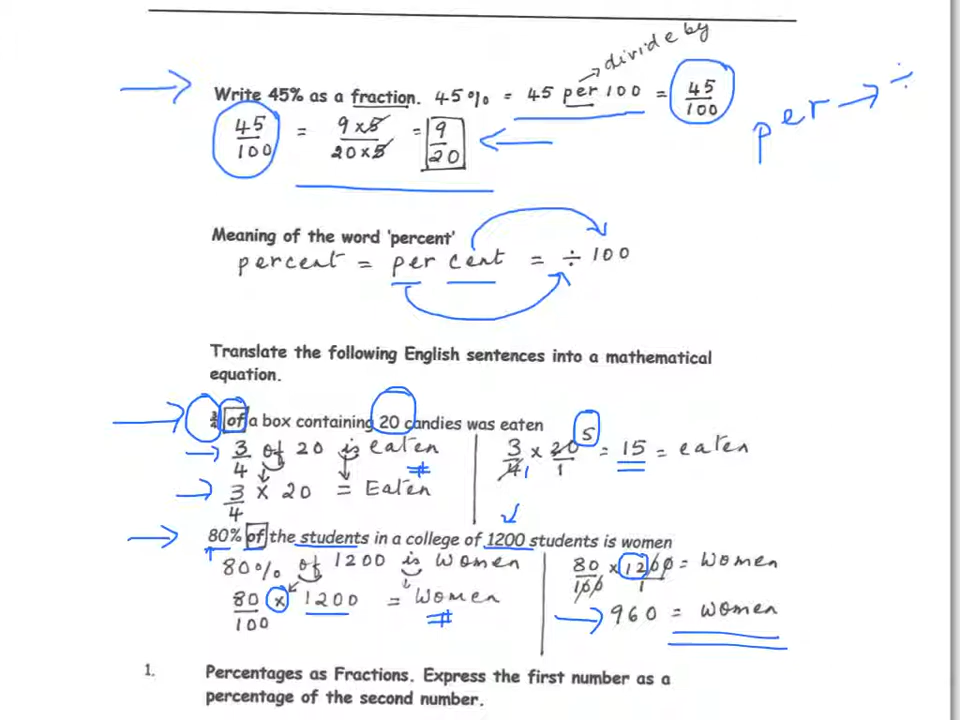 divide by
Write 45% as a fraction. 45% = 45 per 100 = 45/100
per → ÷
45/100 = 9×5/20×5 = 9/20
Meaning of the word 'percent'
percent = per cent = ÷ 100
Translate the following English sentences into a mathematical
equation.
3/4 of a box containing 20 candies was eaten
3/4 of 20 is eaten
3/4 × 20 = Eaten
3/4 1 × 20/1 5 = 15 = eaten
80% of the students in a college of 1200 students is women
80% of 1200 is Women
80/100 × 1200 = Women
80/100 × 1200/1 = Women
960 = Women
1. Percentages as Fractions. Express the first number as a
percentage of the second number.